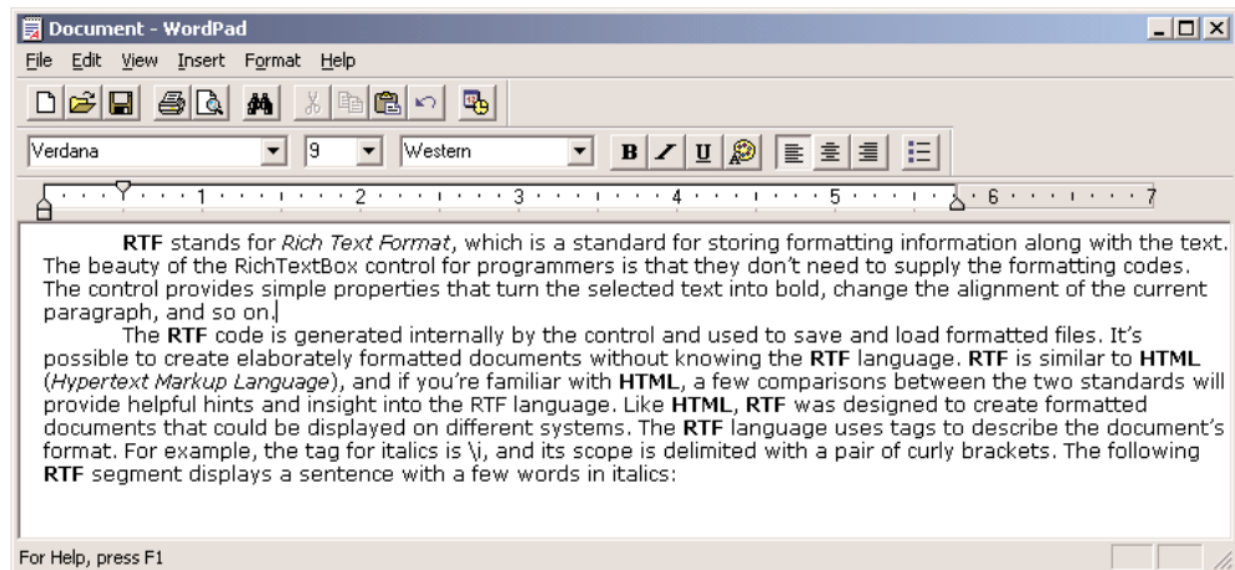 Document - WordPad
File Edit View Insert Format Help
Verdana 9 Western B I U
1 2 3 4 5 6 7
RTF stands for Rich Text Format, which is a standard for storing formatting information along with the text.
The beauty of the RichTextBox control for programmers is that they don't need to supply the formatting codes.
The control provides simple properties that turn the selected text into bold, change the alignment of the current
paragraph, and so on.
The RTF code is generated internally by the control and used to save and load formatted files. It's
possible to create elaborately formatted documents without knowing the RTF language. RTF is similar to HTML
(Hypertext Markup Language), and if you're familiar with HTML, a few comparisons between the two standards will
provide helpful hints and insight into the RTF language. Like HTML, RTF was designed to create formatted
documents that could be displayed on different systems. The RTF language uses tags to describe the document's
format. For example, the tag for italics is \i, and its scope is delimited with a pair of curly brackets. The following
RTF segment displays a sentence with a few words in italics:
For Help, press F1